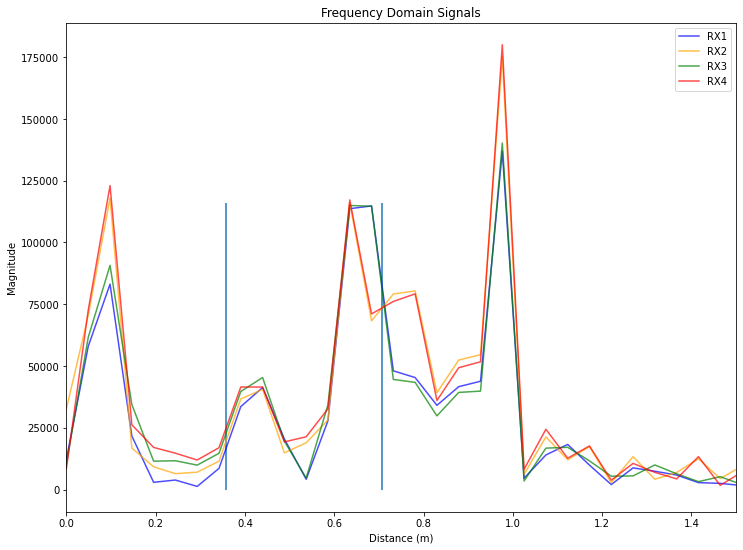 Frequency Domain Signals
RX1
RX2
RX3
RX4
175000
150000
125000
100000
75000
50000
25000
0
Magnitude
0.0 0.2 0.4 0.6 0.8 1.0 1.2 1.4
Distance (m)